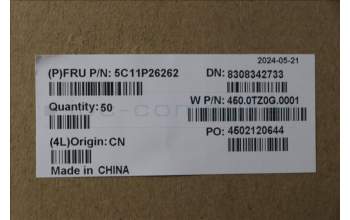 2024-05-21
(P)FRU P/N: 5C11P26262
DN: 8308342733
Quantity: 50
W P/N: 450.0TZ0G.0001
PO: 4502120644
(4L)Origin: CN
Made in CHINA